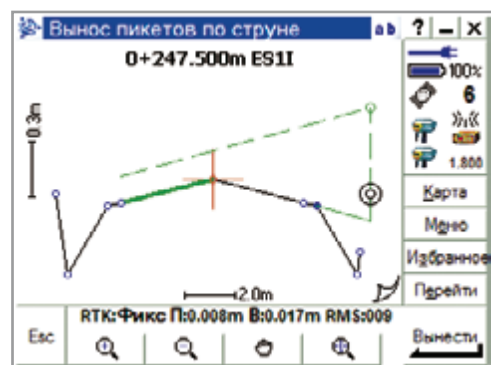 Вынос пикетов по струне
ab
?
0+247.500m ES1I
100%
6
0.3m
1.800
Карта
Меню
Избранное
2.0m
Перейти
RTK:Фикс П:0.008m В:0.017m RMS:009
Esc
Вынести